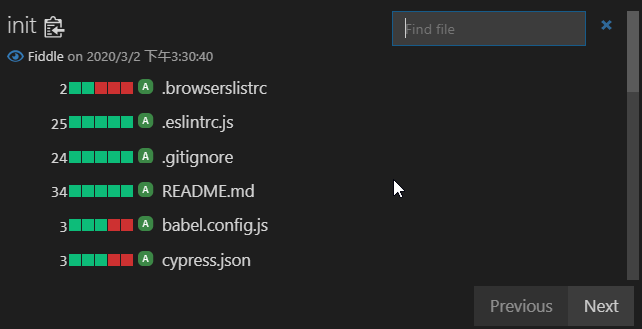 init
Find file
Fiddle on 2020/3/2 下午3:30:40
2 A .browserslistrc
25 A .eslintrc.js
24 A .gitignore
34 A README.md
3 A babel.config.js
3 A cypress.json
Previous Next